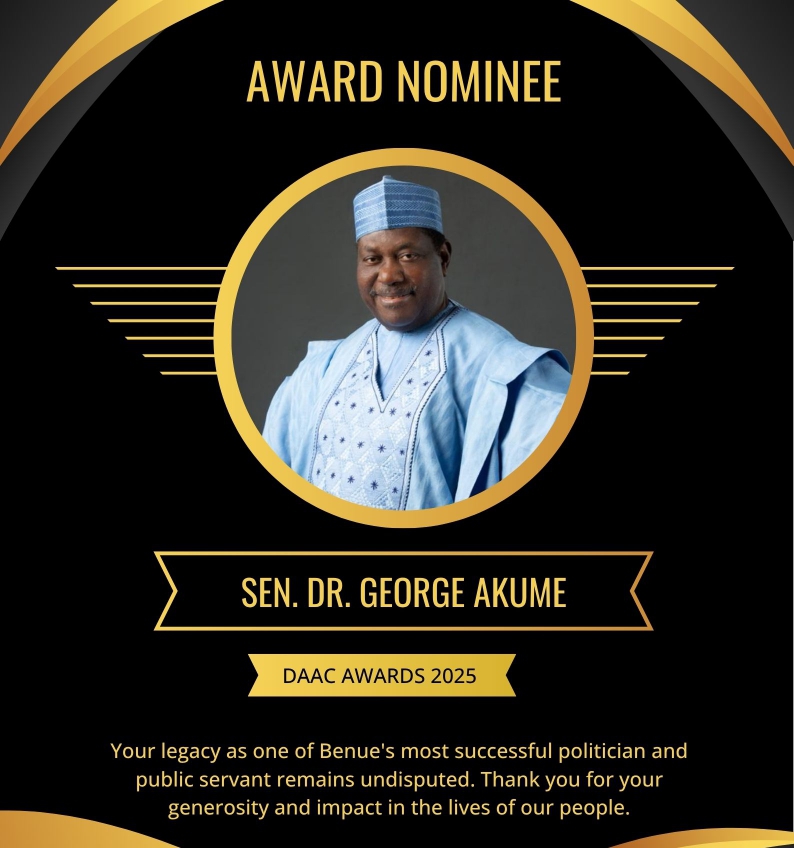 AWARD NOMINEE
SEN. DR. GEORGE AKUME
DAAC AWARDS 2025
Your legacy as one of Benue's most successful politician and
public servant remains undisputed. Thank you for your
generosity and impact in the lives of our people.